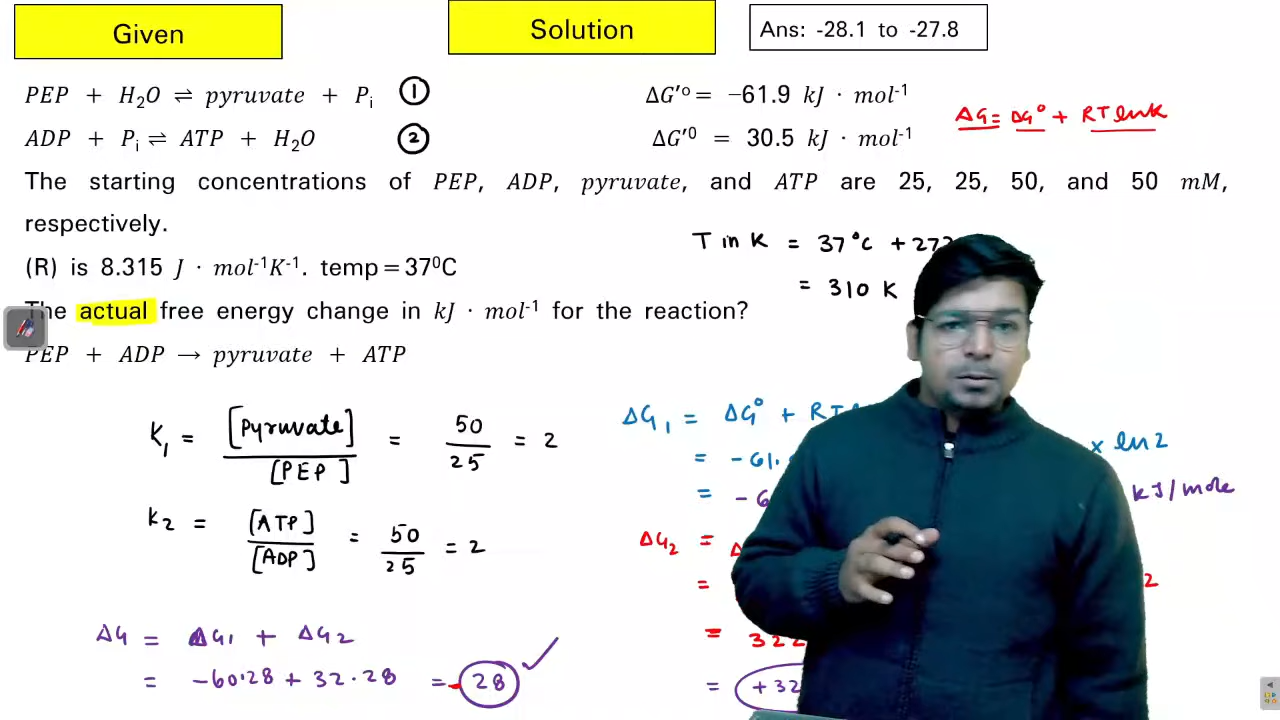 Given
Solution
Ans: -28.1 to -27.8
PEP + H₂O ⇌ pyruvate + Pᵢ ①
ΔG′º = −61.9 kJ · mol⁻¹
ΔG = ΔG° + RT lnK
ADP + Pᵢ ⇌ ATP + H₂O ②
ΔG′⁰ = 30.5 kJ · mol⁻¹
The starting concentrations of PEP, ADP, pyruvate, and ATP are 25, 25, 50, and 50 mM,
respectively.
T in K = 37°C + 27
= 310 K
(R) is 8.315 J · mol⁻¹K⁻¹. temp = 37⁰C
The actual free energy change in kJ · mol⁻¹ for the reaction?
PEP + ADP → pyruvate + ATP
K₁ = [Pyruvate] / [PEP] = 50 / 25 = 2
K₂ = [ATP] / [ADP] = 50 / 25 = 2
ΔG = ΔG₁ + ΔG₂
= −60.28 + 32.28 = −28
ΔG₁ = ΔG° + RT
= −61. × ln 2
= −6 kJ/mole
ΔG₂ =
= 2
= 322
= +32